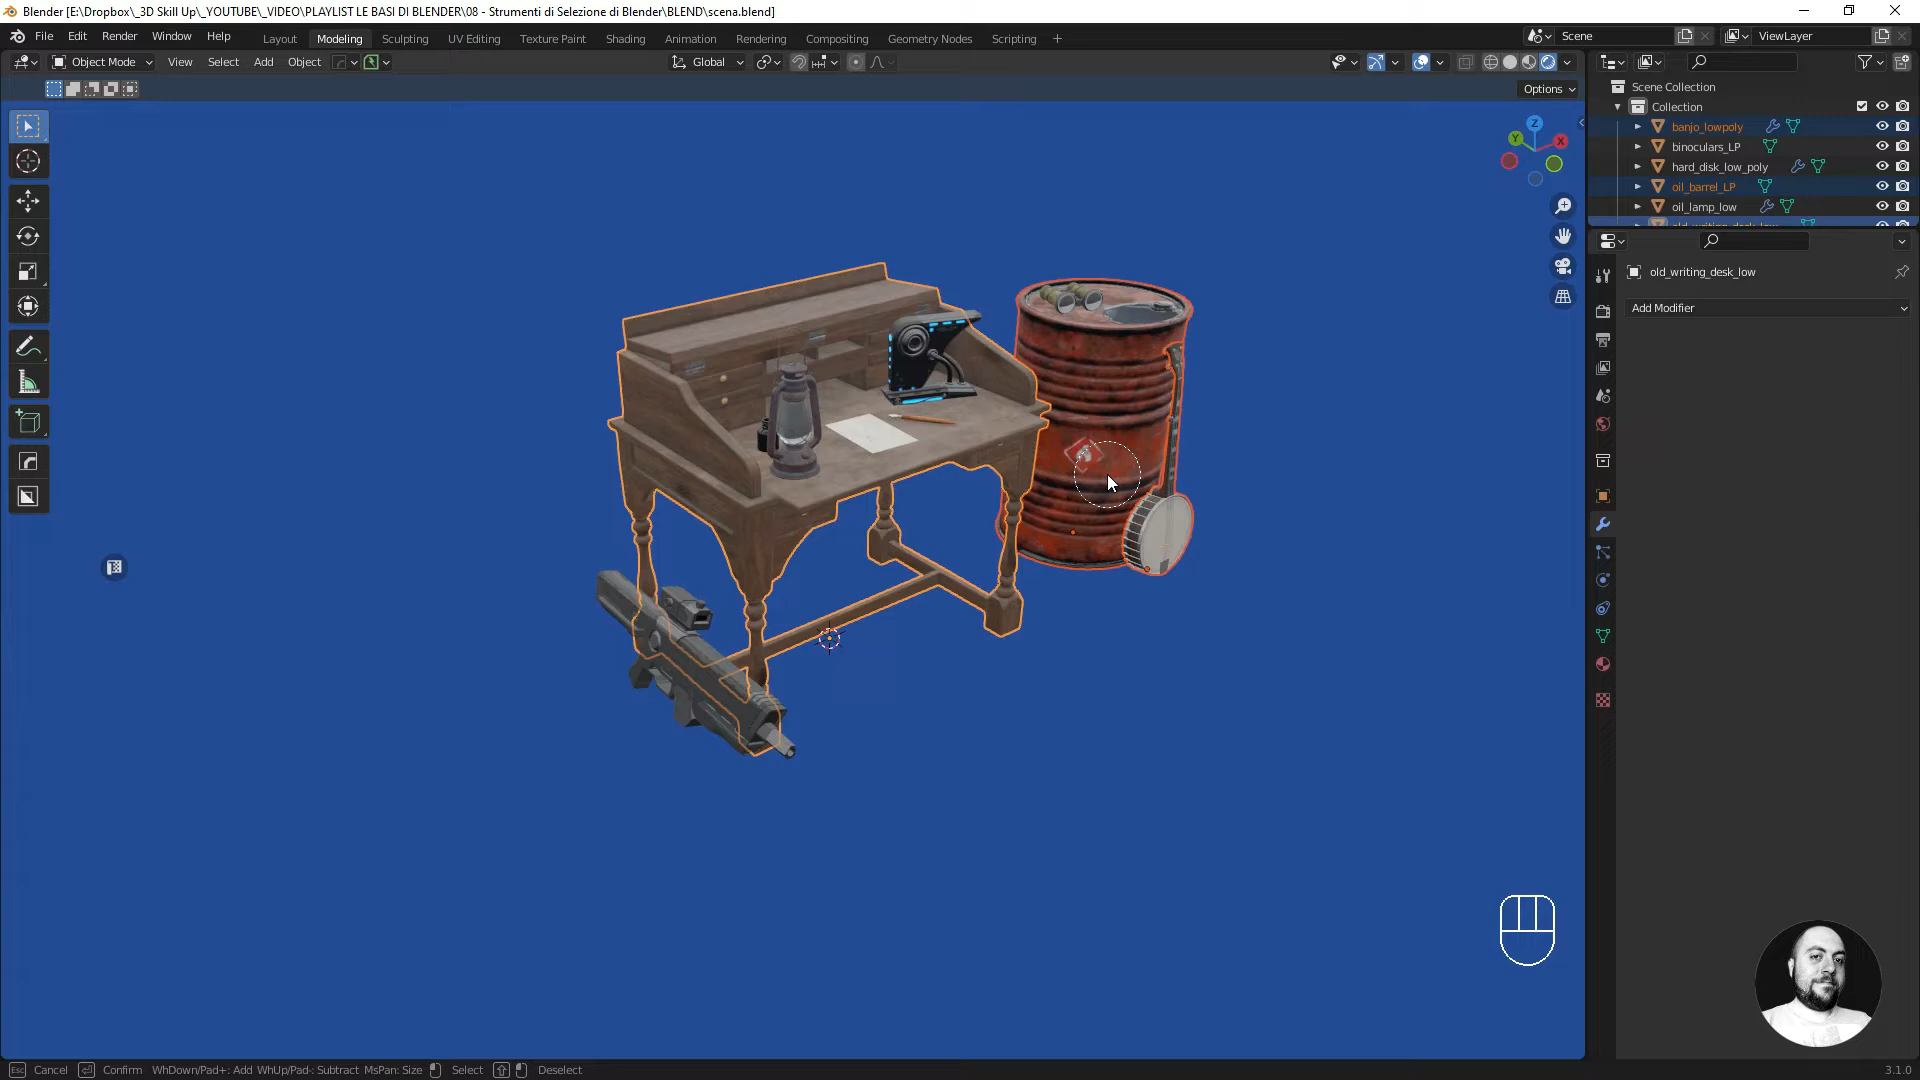 Blender [E:\Dropbox\_3D Skill Up\_YOUTUBE\_VIDEO\PLAYLIST LE BASI DI BLENDER\08 - Strumenti di Selezione di Blender\BLEND\scena.blend]
File Edit Render Window Help Layout Modeling Sculpting UV Editing Texture Paint Shading Animation Rendering Compositing Geometry Nodes Scripting Scene ViewLayer
Object Mode View Select Add Object Global
Options
Scene Collection
Collection
banjo_lowpoly
binoculars_LP
hard_disk_low_poly
oil_barrel_LP
oil_lamp_low
old_writing_desk_low
old_writing_desk_low
Add Modifier
Z
Y
X
Esc Cancel Confirm WhDown/Pad+: Add WhUp/Pad-: Subtract MsPan: Size Select Deselect
3.1.0